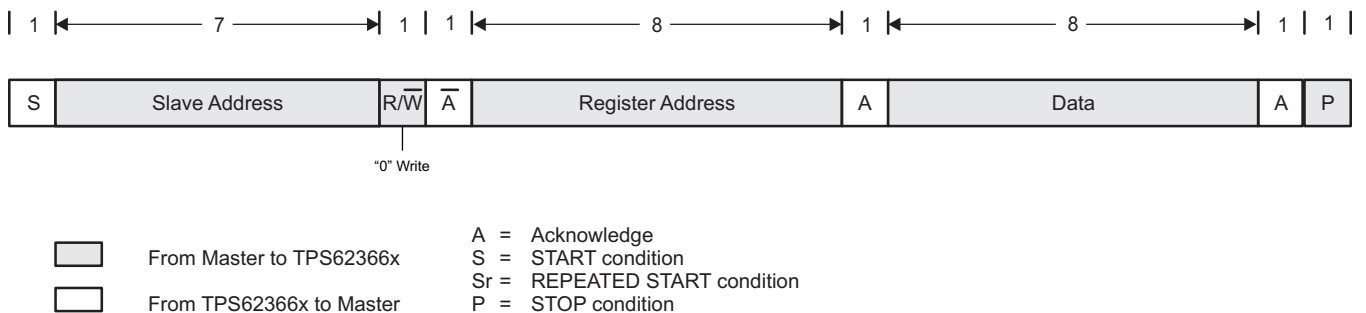 1 7 1 1 8 1 8 1 1
S Slave Address R/W̅ A̅ Register Address A Data A P
“0” Write
From Master to TPS62366x
From TPS62366x to Master
A = Acknowledge
S = START condition
Sr = REPEATED START condition
P = STOP condition